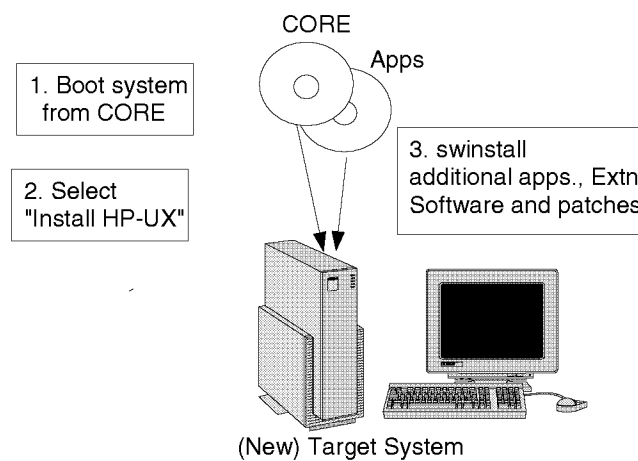 CORE
Apps
1. Boot system
from CORE
2. Select
"Install HP-UX"
3. swinstall
additional apps., Extn
Software and patches
(New) Target System